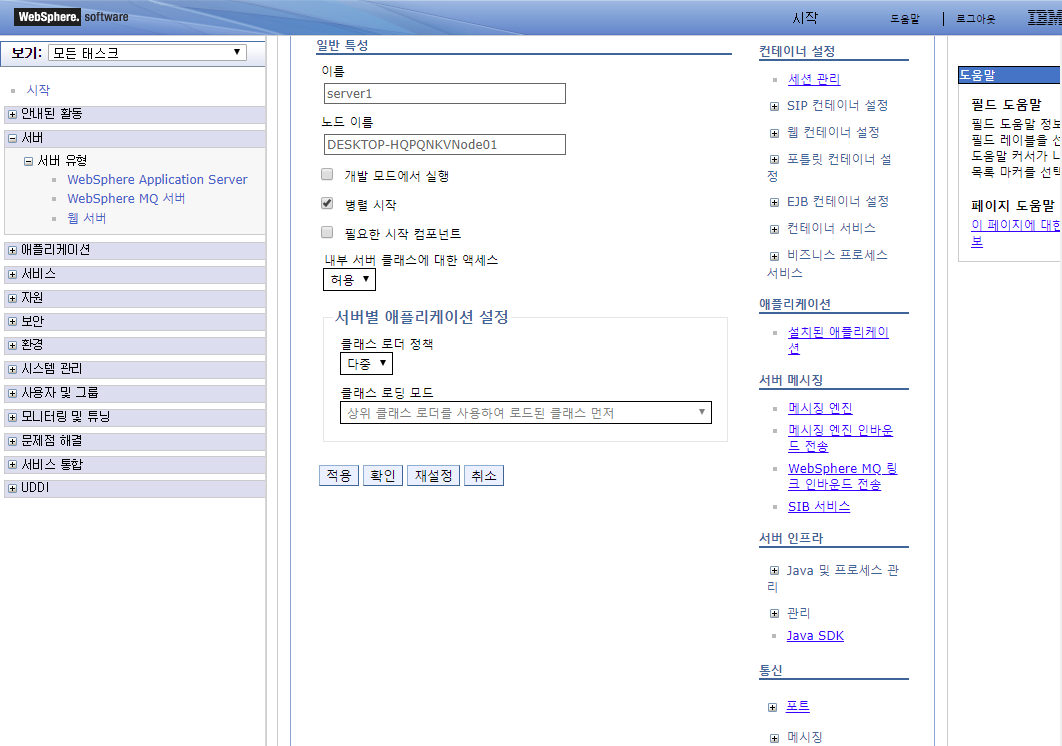 WebSphere. software
시작
도움말
로그아웃
IBM
보기: 모든 태스크
시작
안내된 활동
서버
서버 유형
WebSphere Application Server
WebSphere MQ 서버
웹 서버
애플리케이션
서비스
자원
보안
환경
시스템 관리
사용자 및 그룹
모니터링 및 튜닝
문제점 해결
서비스 통합
UDDI
일반 특성
이름
server1
노드 이름
DESKTOP-HQPQNKVNode01
개발 모드에서 실행
병렬 시작
필요한 시작 컴포넌트
내부 서버 클래스에 대한 액세스
허용
서버별 애플리케이션 설정
클래스 로더 정책
다중
클래스 로딩 모드
상위 클래스 로더를 사용하여 로드된 클래스 먼저
적용 확인 재설정 취소
컨테이너 설정
세션 관리
SIP 컨테이너 설정
웹 컨테이너 설정
포틀릿 컨테이너 설
정
EJB 컨테이너 설정
컨테이너 서비스
비즈니스 프로세스
서비스
애플리케이션
설치된 애플리케이
션
서버 메시징
메시징 엔진
메시징 엔진 인바운
드 전송
WebSphere MQ 링
크 인바운드 전송
SIB 서비스
서버 인프라
Java 및 프로세스 관
리
관리
Java SDK
통신
포트
메시징
도움말
필드 도움말
필드 도움말 정보
필드 레이블을 선
도움말 커서가 나
목록 마커를 선택
페이지 도움말
이 페이지에 대한
보